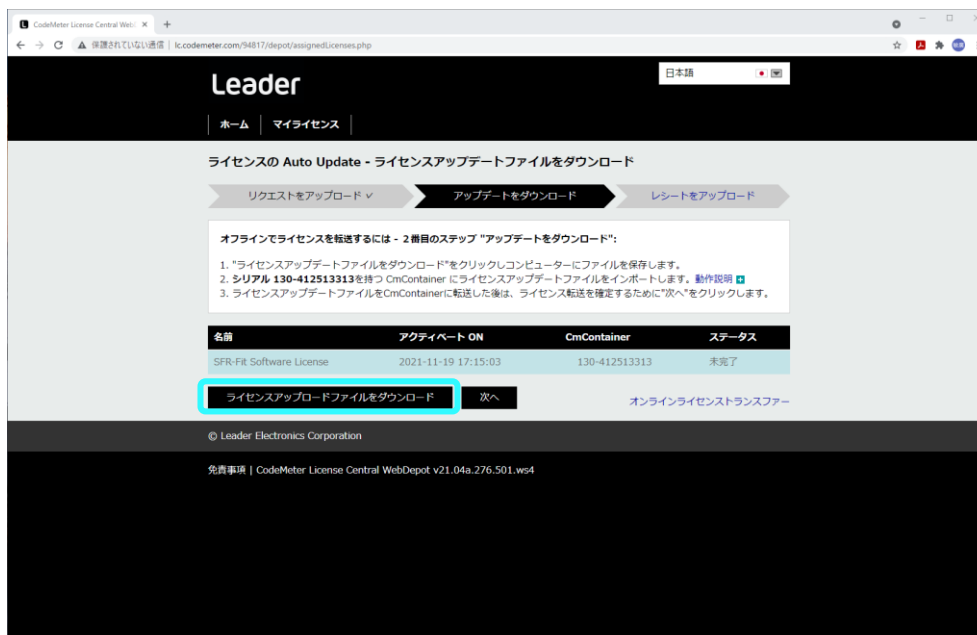 CodeMeter License Central Web
保護されていない通信 | lc.codemeter.com/94817/depot/assignedLicenses.php
Leader
日本語
ホーム マイライセンス
ライセンスの Auto Update - ライセンスアップデートファイルをダウンロード
リクエストをアップロード ✓ アップデートをダウンロード レシートをアップロード
オフラインでライセンスを転送するには - 2番目のステップ "アップデートをダウンロード":
1. "ライセンスアップデートファイルをダウンロード"をクリックしコンピューターにファイルを保存します。
2. シリアル 130-412513313を持つ CmContainer にライセンスアップデートファイルをインポートします。動作説明
3. ライセンスアップデートファイルをCmContainerに転送した後は、ライセンス転送を確定するために"次へ"をクリックします。
名前 アクティベート ON CmContainer ステータス
SFR-Fit Software License 2021-11-19 17:15:03 130-412513313 未完了
ライセンスアップロードファイルをダウンロード 次へ
オンラインライセンストランスファー
© Leader Electronics Corporation
免責事項 | CodeMeter License Central WebDepot v21.04a.276.501.ws4